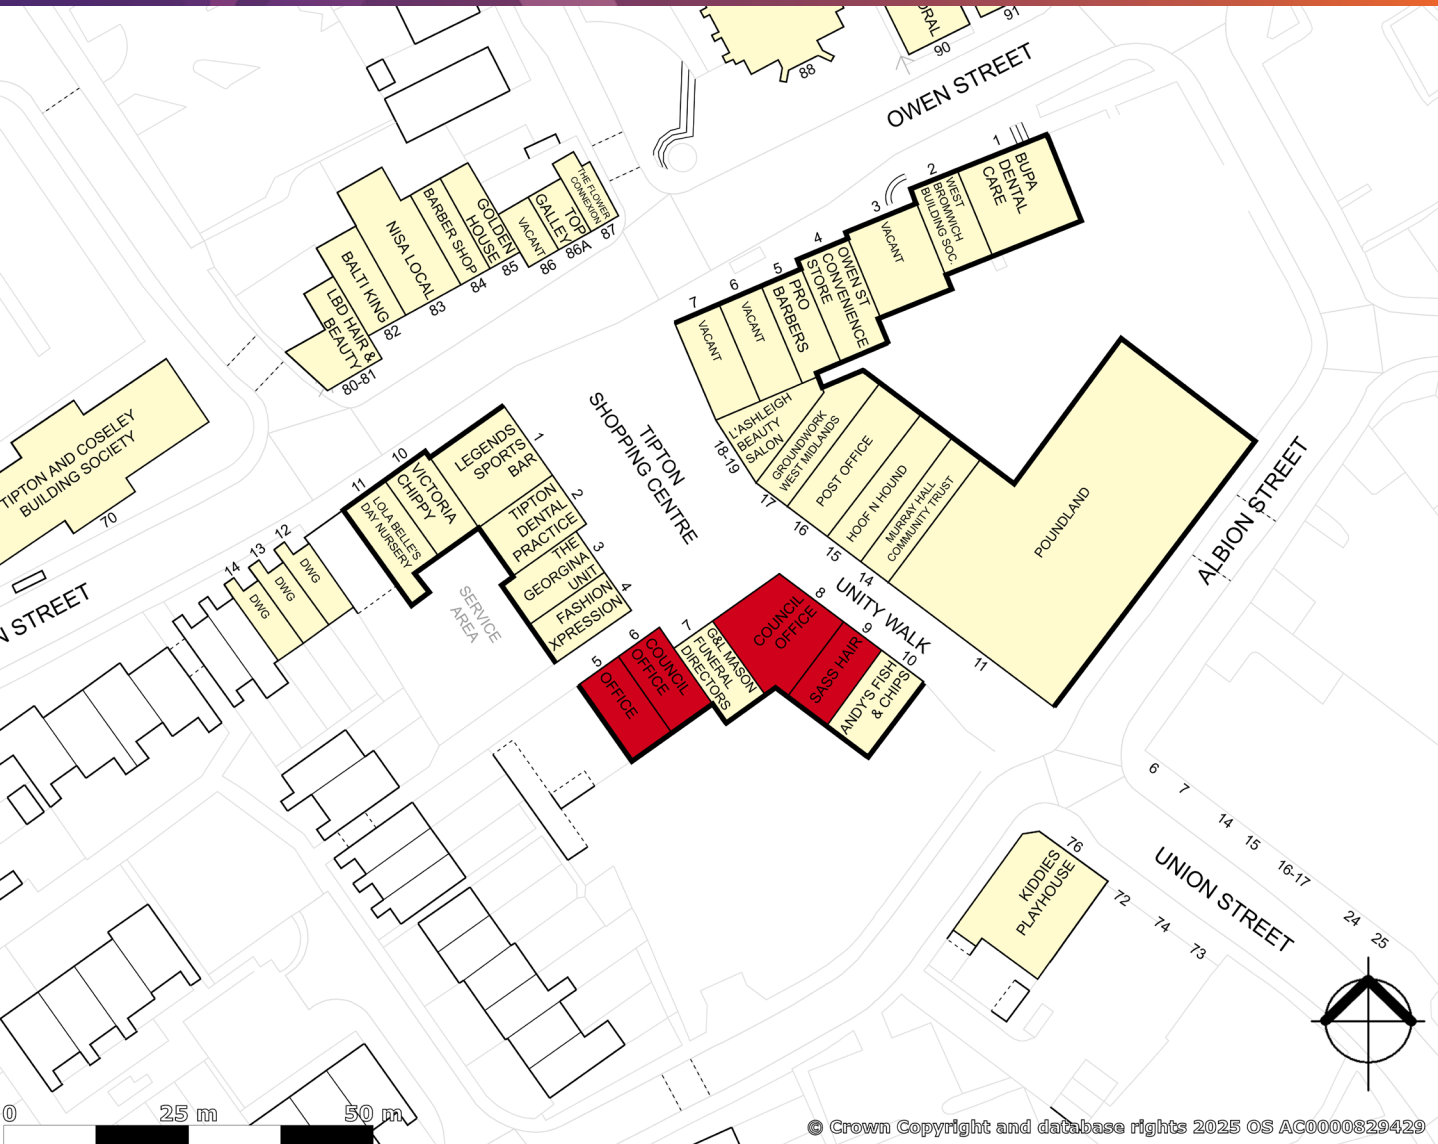 ORAL
90
91
88
OWEN STREET
1
BUPA
DENTAL
CARE
2
WEST
BROMWICH
BUILDING SOC.
3
VACANT
4
OWEN ST
CONVENIENCE
STORE
5
PRO
BARBERS
6
VACANT
7
VACANT
THE FLOWER
CONNEXION
87
TOP
GALLEY
86A
VACANT
86
GOLDEN
HOUSE
85
BARBER SHOP
84
NISA LOCAL
83
BALTI KING
82
LBD HAIR &
BEAUTY
80-81
TIPTON AND COSELEY
BUILDING SOCIETY
70
N STREET
TIPTON
SHOPPING CENTRE
L'ASHLEIGH
BEAUTY
SALON
18-19
GROUNDWORK
WEST MIDLANDS
17
POST OFFICE
16
HOOF N HOUND
15
MURRAY HALL
COMMUNITY TRUST
14
POUNDLAND
11
ALBION STREET
UNITY WALK
LEGENDS
SPORTS
BAR
1
VICTORIA
CHIPPY
10
LOLA BELLE'S
DAY NURSERY
11
TIPTON
DENTAL
PRACTICE
2
THE
GEORGINA
UNIT
3
FASHION
XPRESSION
4
12
DWG
13
DWG
14
DWG
SERVICE
AREA
5
OFFICE
6
COUNCIL
OFFICE
7
G&L MASON
FUNERAL
DIRECTORS
8
COUNCIL
OFFICE
9
SASS HAIR
10
ANDY'S FISH
& CHIPS
6
7
14
15
16-17
24
25
UNION STREET
76
KIDDIES
PLAYHOUSE
72
74
73
0
25 m
50 m
© Crown Copyright and database rights 2025 OS AC0000829429